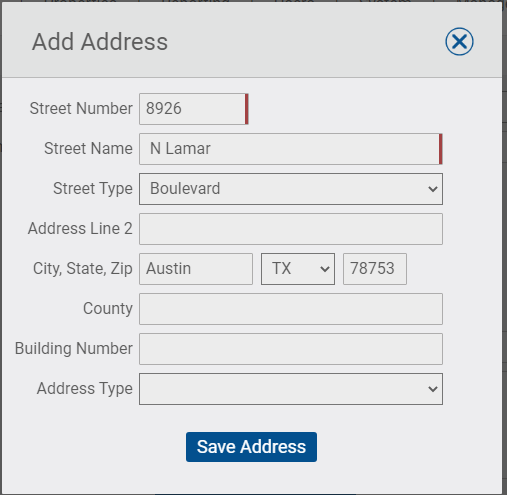 Add Address
Street Number 8926
Street Name N Lamar
Street Type Boulevard
Address Line 2
City, State, Zip Austin TX 78753
County
Building Number
Address Type
Save Address